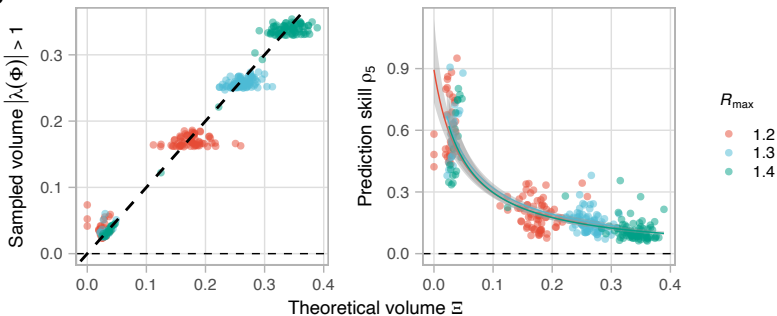 Sampled volume |λ(Φ)| > 1
0.3
0.2
0.1
0.0
0.0 0.1 0.2 0.3 0.4
Prediction skill ρ5
0.9
0.6
0.3
0.0
0.0 0.1 0.2 0.3 0.4
Theoretical volume Ξ
Rmax
1.2
1.3
1.4